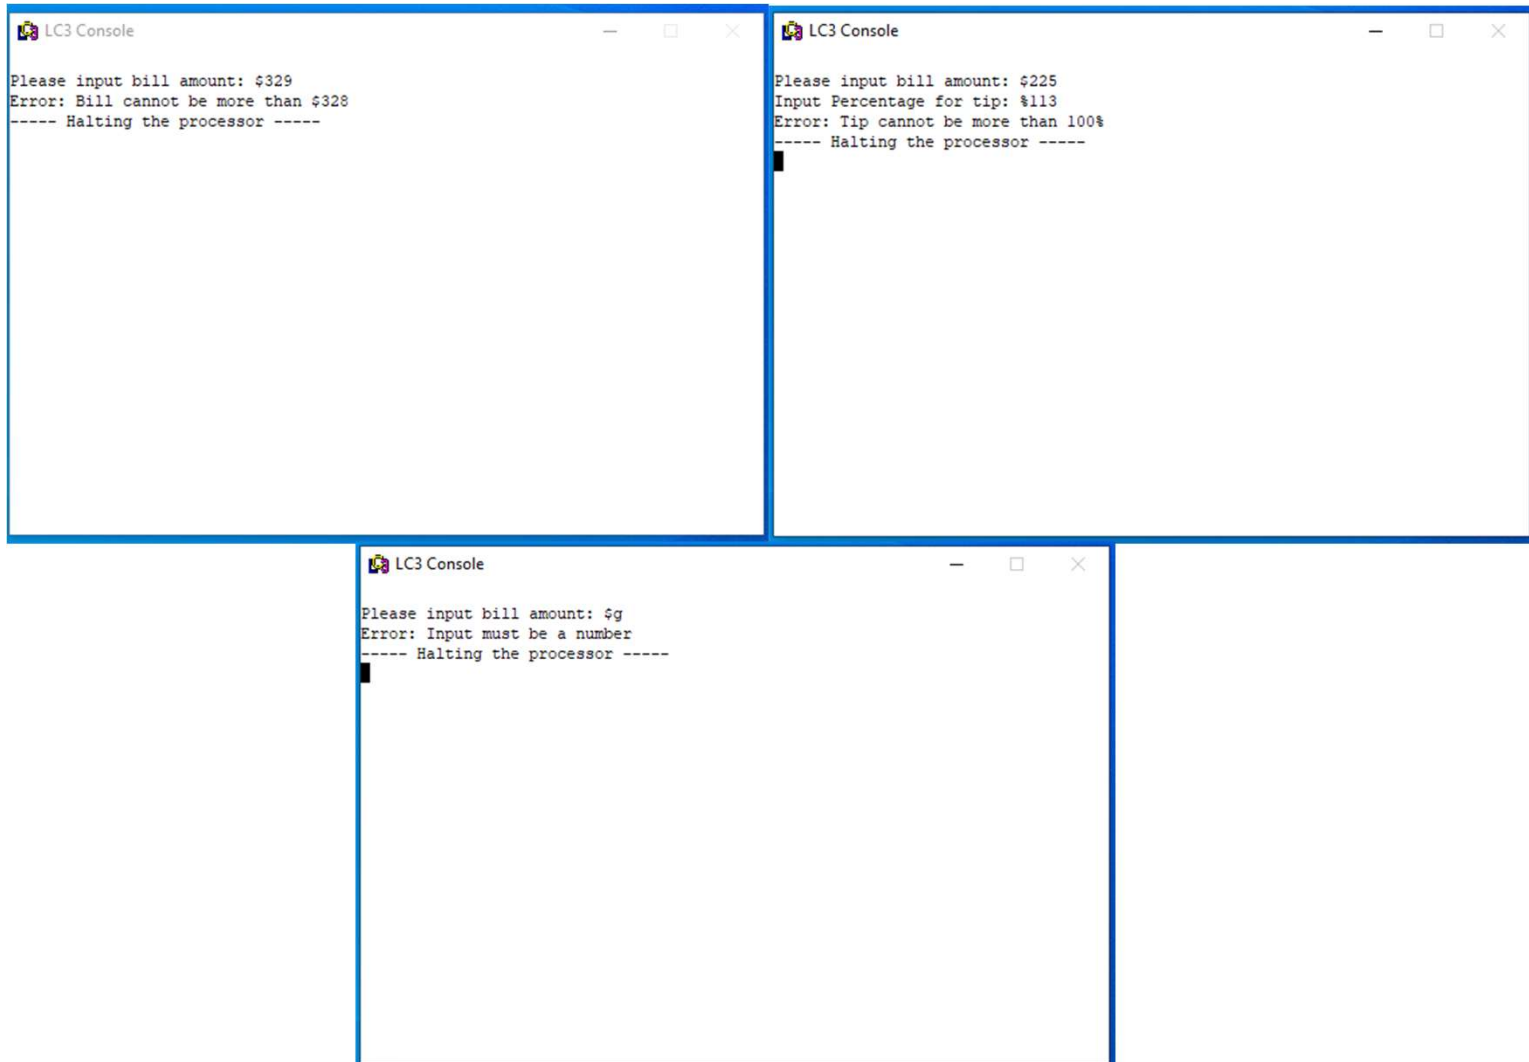 LC3 Console
Please input bill amount: $329
Error: Bill cannot be more than $328
----- Halting the processor -----
LC3 Console
Please input bill amount: $225
Input Percentage for tip: %113
Error: Tip cannot be more than 100%
----- Halting the processor -----
LC3 Console
Please input bill amount: $g
Error: Input must be a number
----- Halting the processor -----